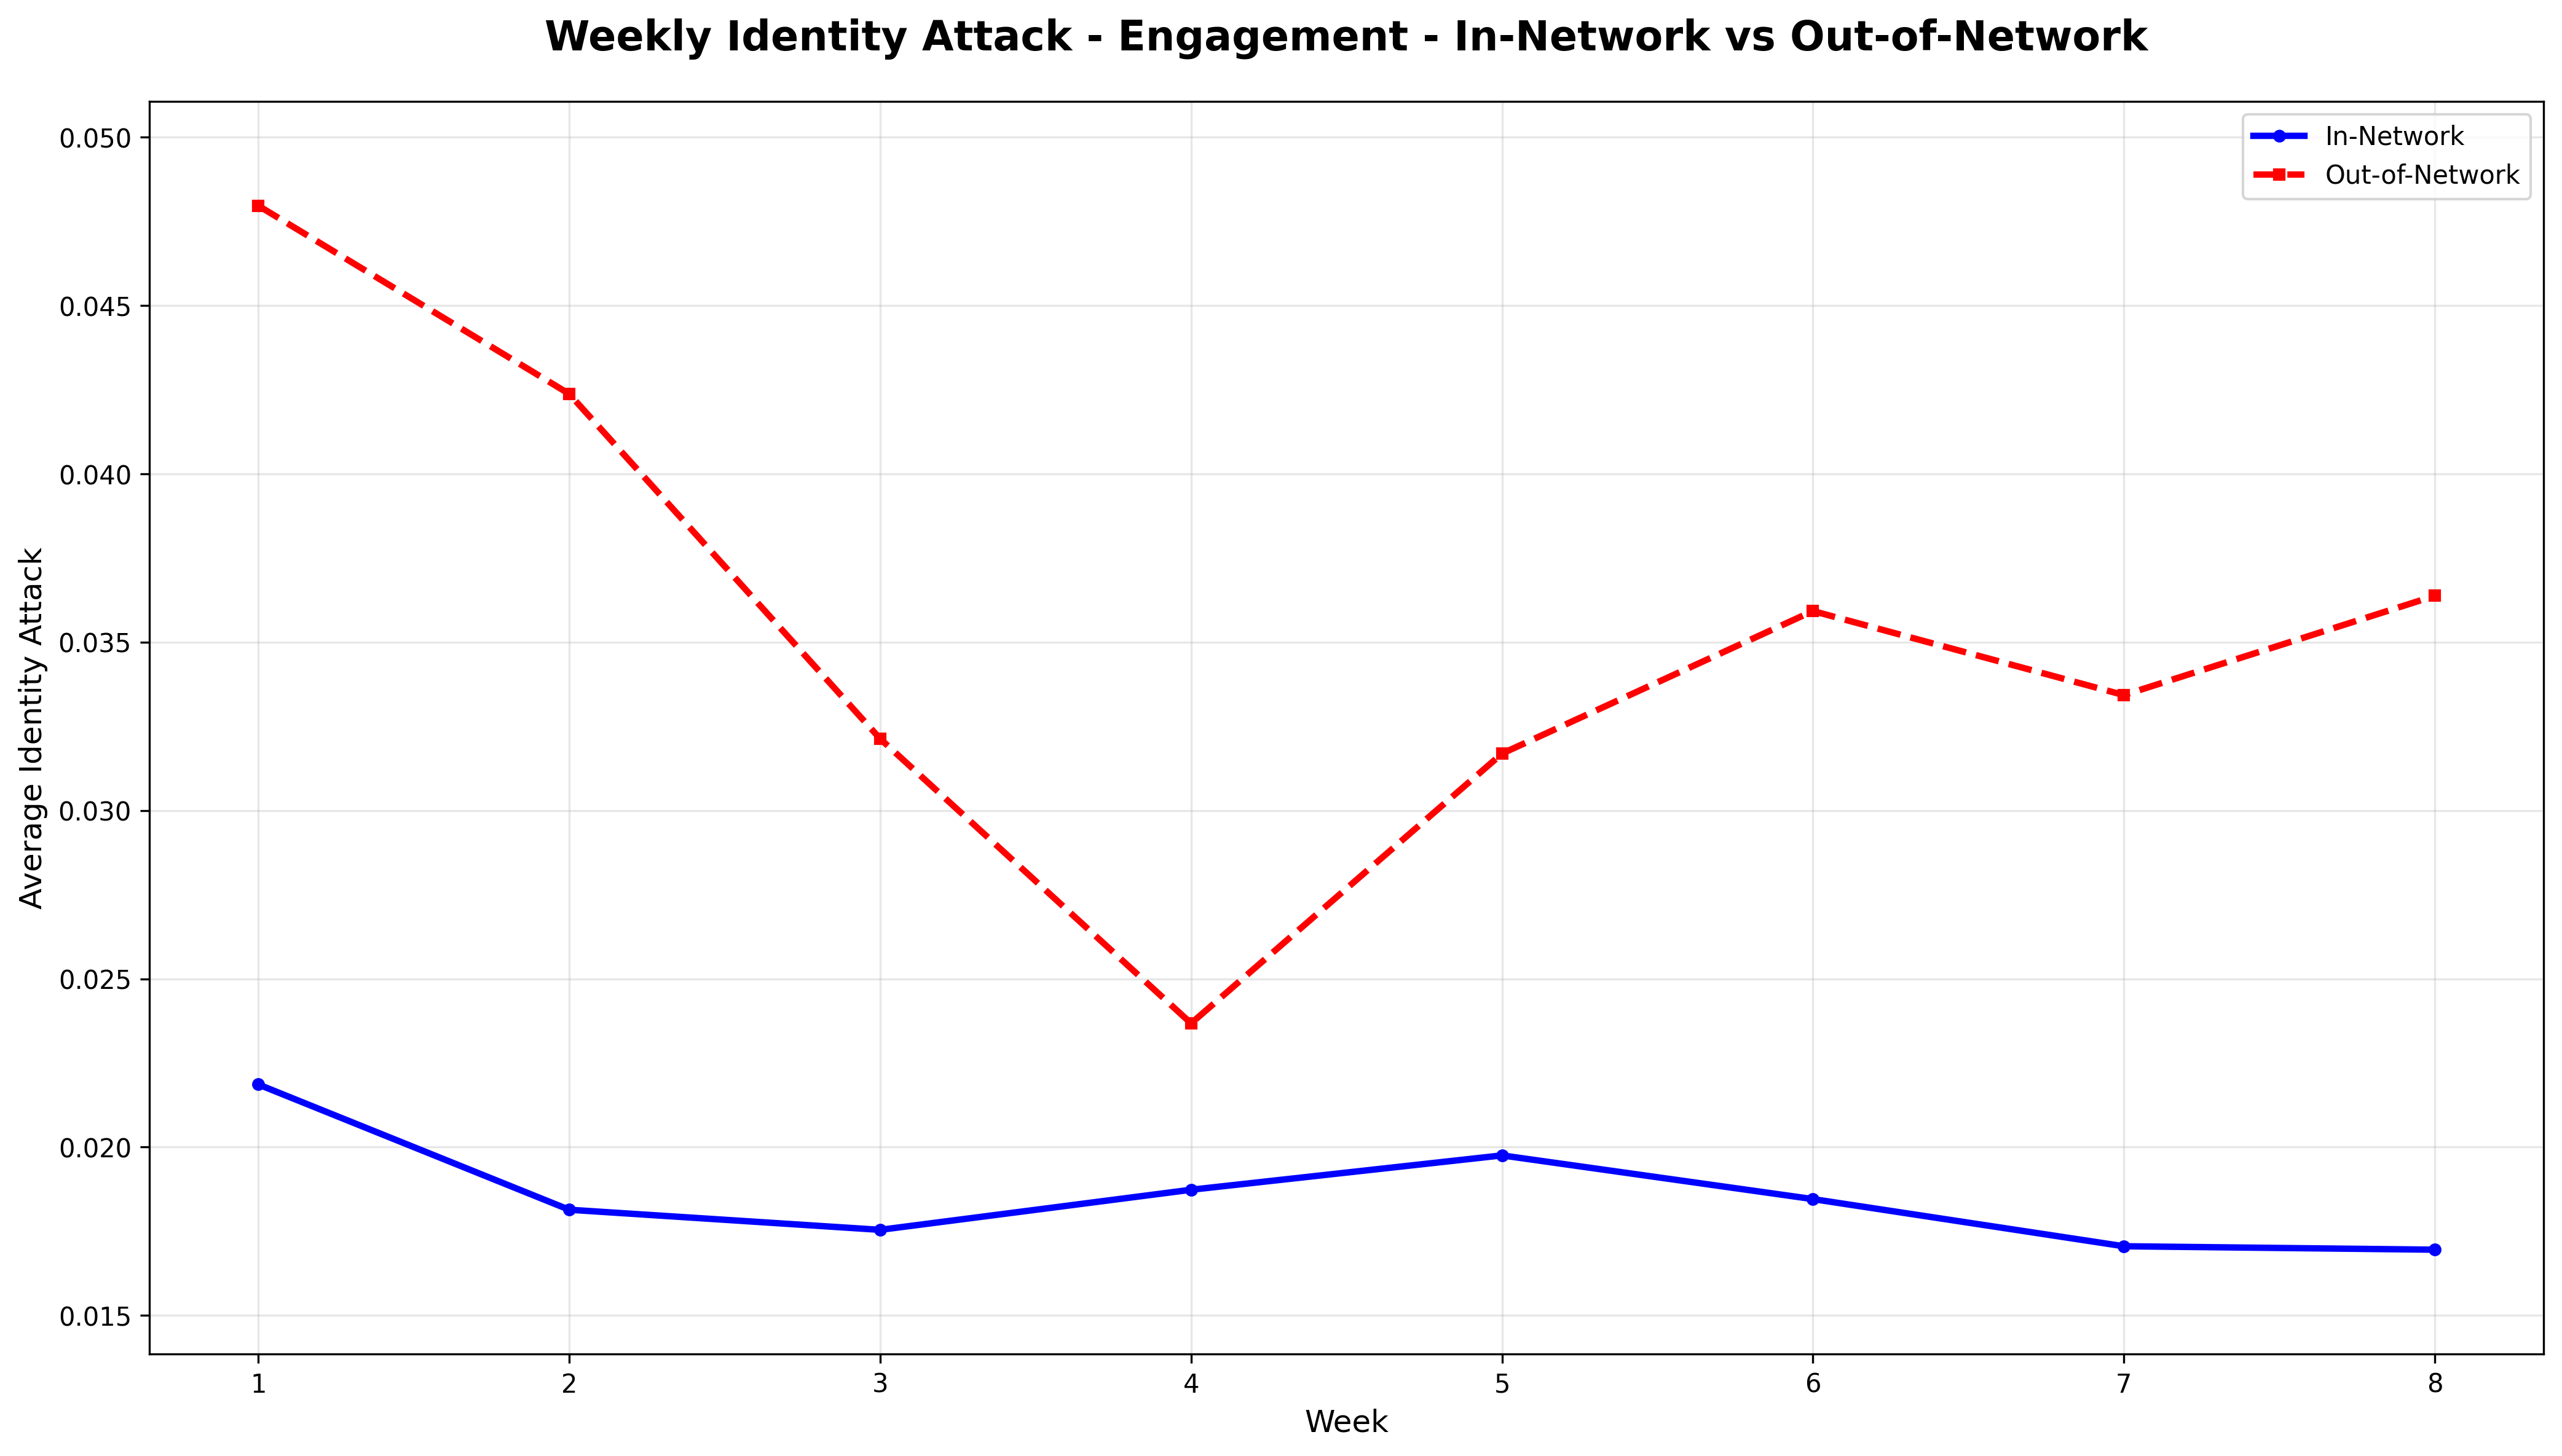 Weekly Identity Attack - Engagement - In-Network vs Out-of-Network
In-Network
Out-of-Network
Average Identity Attack
0.050
0.045
0.040
0.035
0.030
0.025
0.020
0.015
1 2 3 4 5 6 7 8
Week